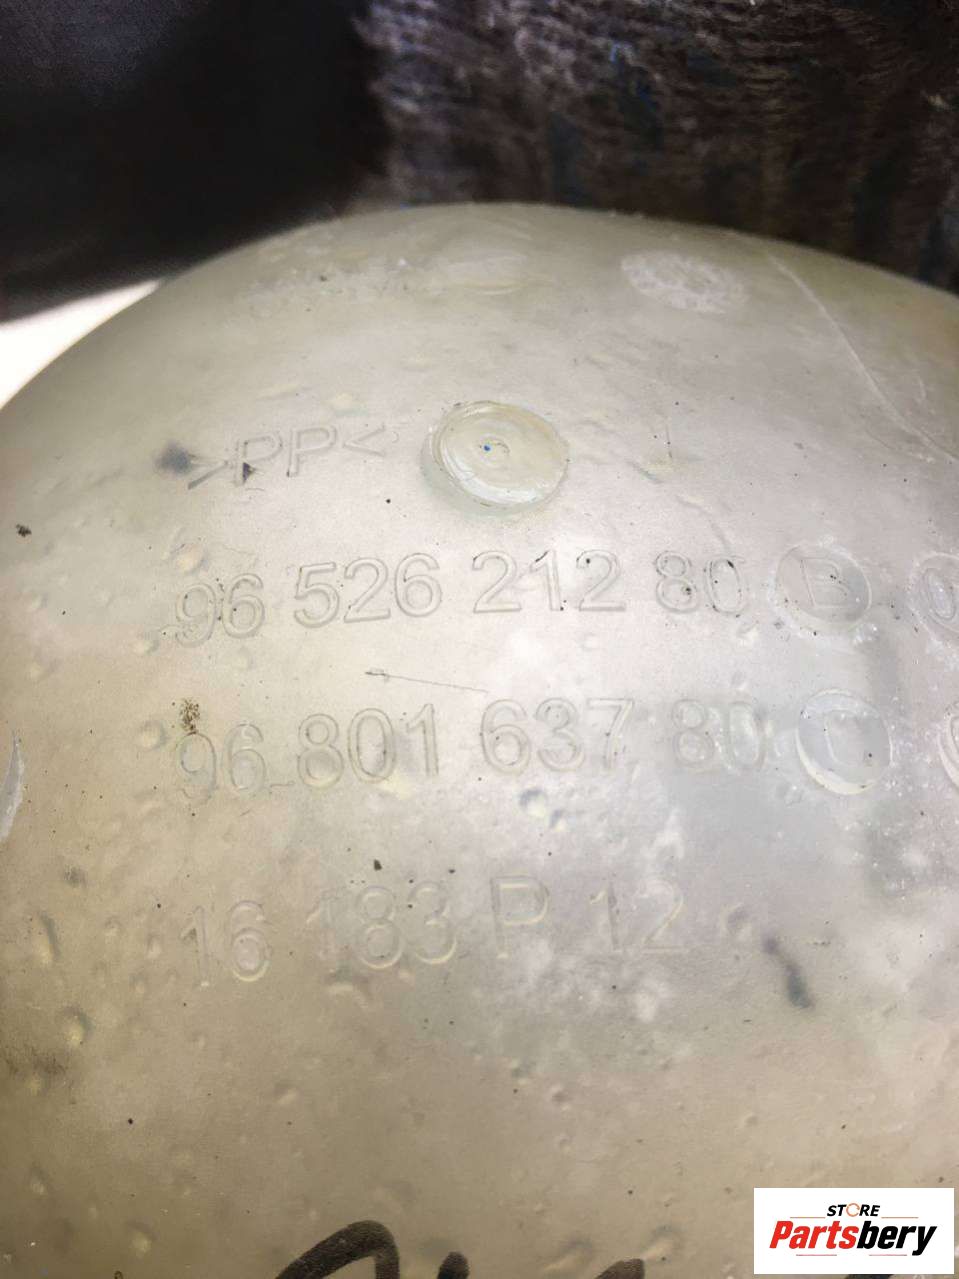 >PP<
96 526 212 80 B
96 801 637 80
16 183 P 12
STORE
Partsbery